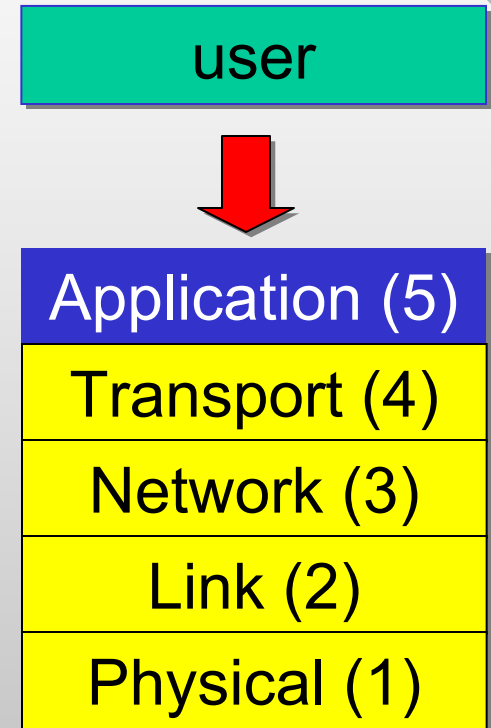 user
Application (5)
Transport (4)
Network (3)
Link (2)
Physical (1)